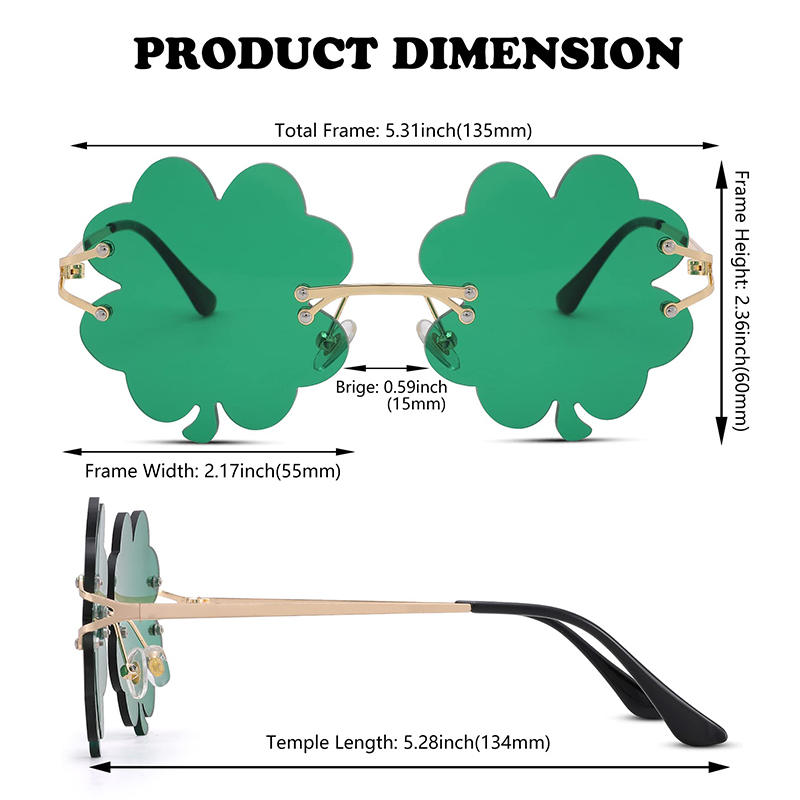 PRODUCT DIMENSION
Total Frame: 5.31inch(135mm)
Frame Height: 2.36inch(60mm)
Brige: 0.59inch
(15mm)
Frame Width: 2.17inch(55mm)
Temple Length: 5.28inch(134mm)